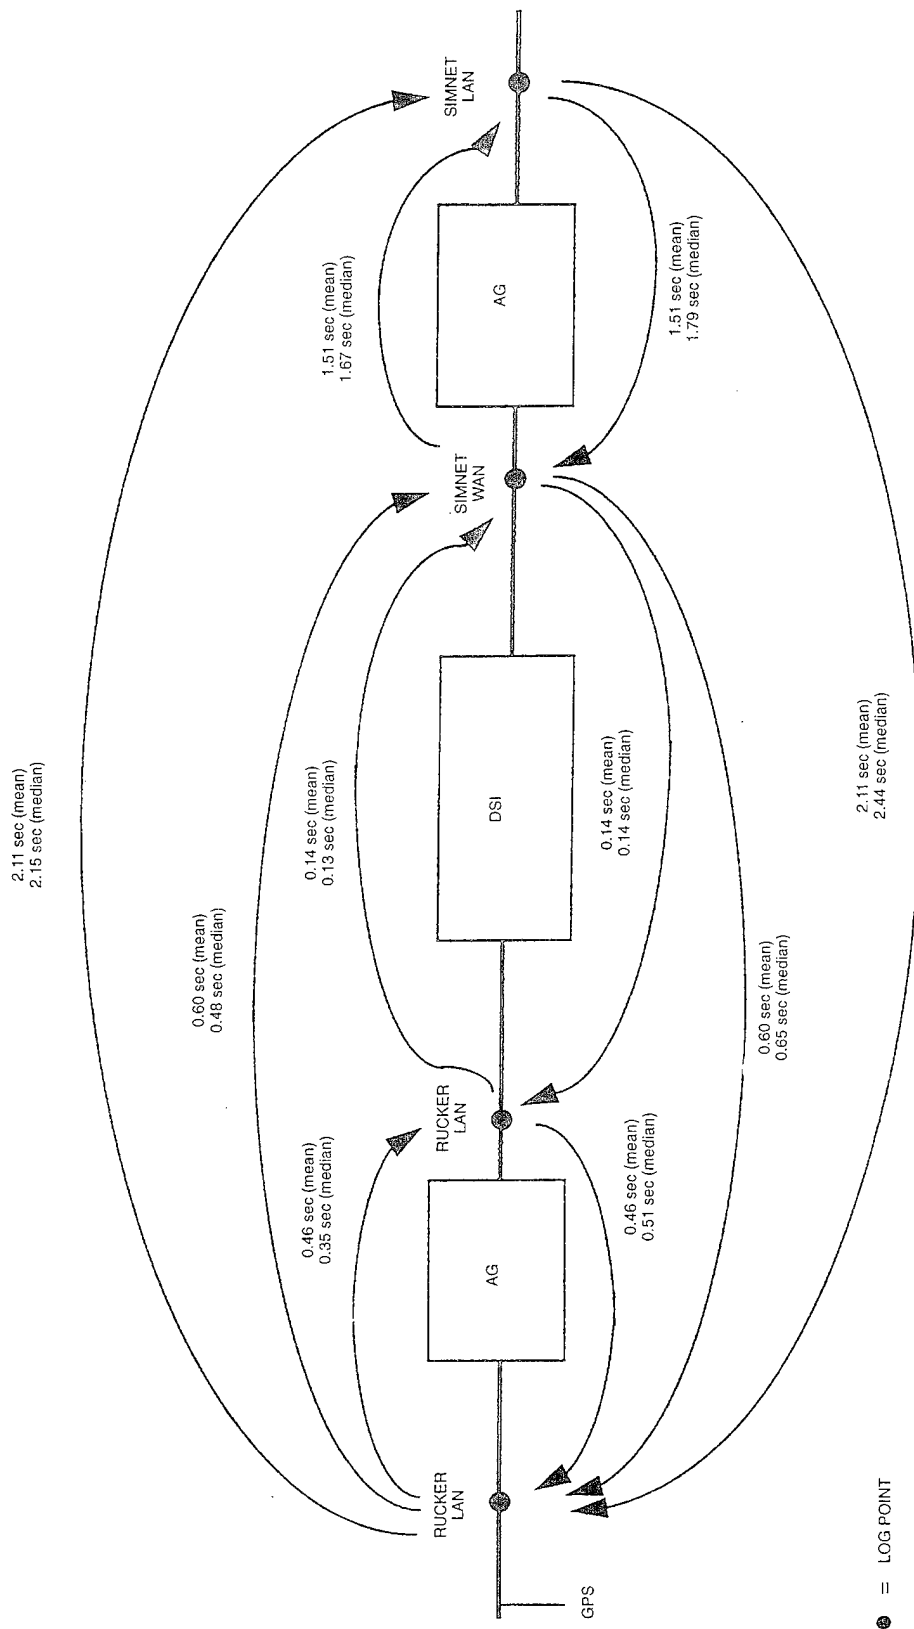 2.11 sec (mean)
2.15 sec (median)
0.60 sec (mean)
0.48 sec (median)
0.46 sec (mean)
0.35 sec (median)
0.14 sec (mean)
0.13 sec (median)
1.51 sec (mean)
1.67 sec (median)
RUCKER
LAN
RUCKER
LAN
SIMNET
WAN
SIMNET
LAN
GPS
AG
DSI
AG
0.46 sec (mean)
0.51 sec (median)
0.14 sec (mean)
0.14 sec (median)
1.51 sec (mean)
1.79 sec (median)
0.60 sec (mean)
0.65 sec (median)
2.11 sec (mean)
2.44 sec (median)
= LOG POINT